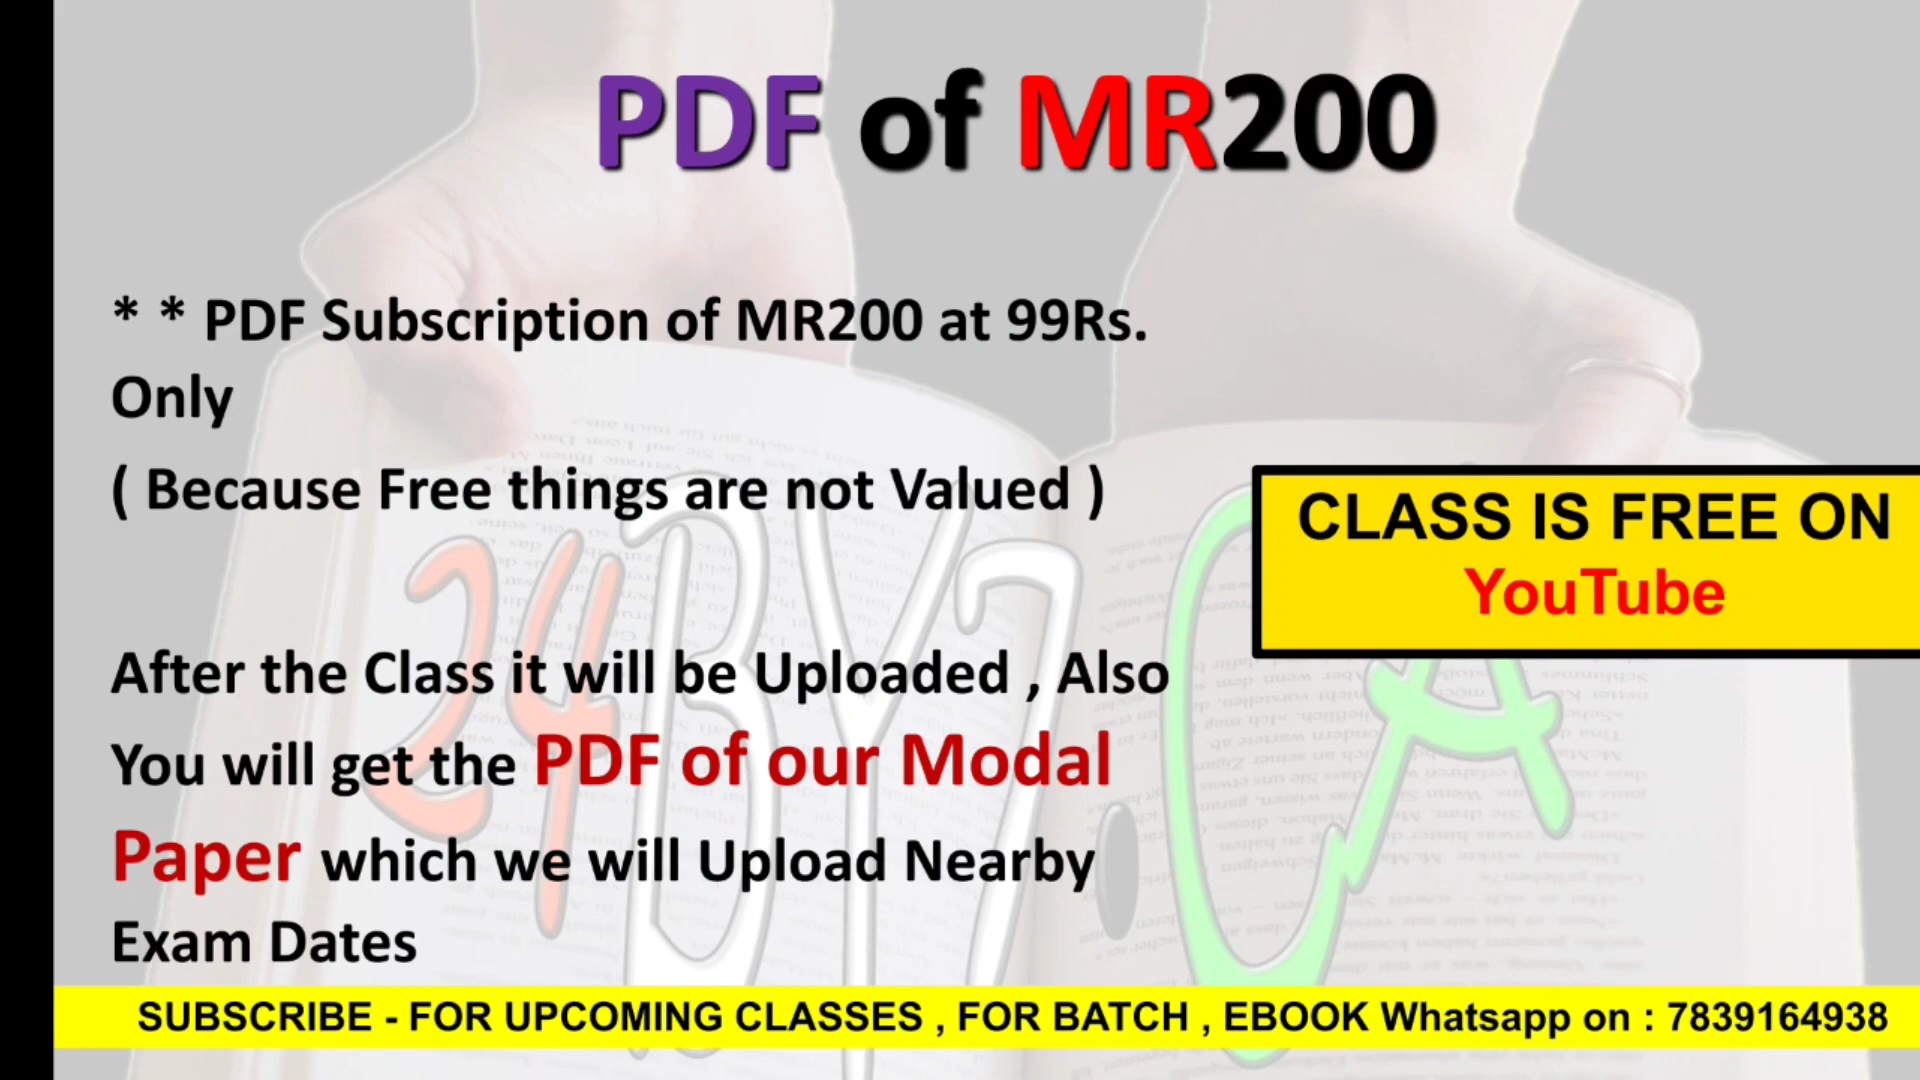 PDF of MR200
* * PDF Subscription of MR200 at 99Rs.
Only
( Because Free things are not Valued )
CLASS IS FREE ON
YouTube
After the Class it will be Uploaded , Also
You will get the PDF of our Modal
Paper which we will Upload Nearby
Exam Dates
24BY7.CA
SUBSCRIBE - FOR UPCOMING CLASSES , FOR BATCH , EBOOK Whatsapp on : 7839164938